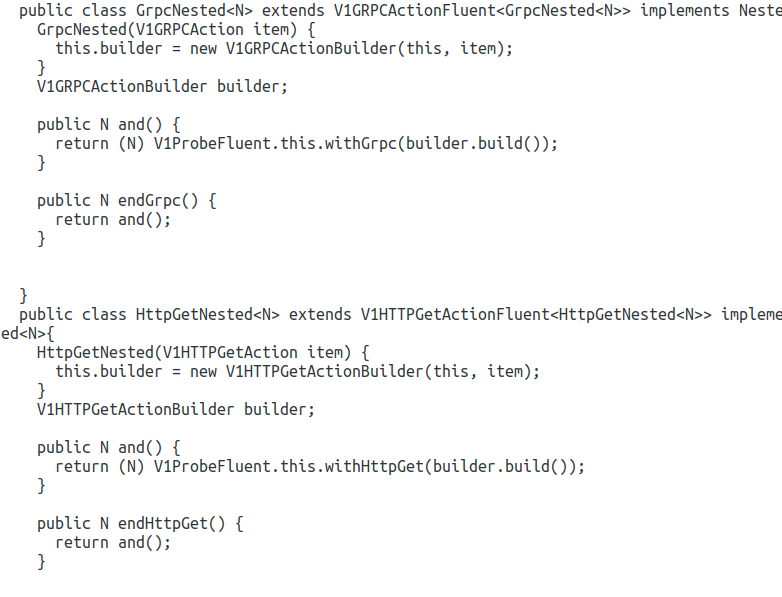 public class GrpcNested<N> extends V1GRPCActionFluent<GrpcNested<N>> implements Neste
GrpcNested(V1GRPCAction item) {
this.builder = new V1GRPCActionBuilder(this, item);
}
V1GRPCActionBuilder builder;
public N and() {
return (N) V1ProbeFluent.this.withGrpc(builder.build());
}
public N endGrpc() {
return and();
}
}
public class HttpGetNested<N> extends V1HTTPGetActionFluent<HttpGetNested<N>> impleme
ed<N>{
HttpGetNested(V1HTTPGetAction item) {
this.builder = new V1HTTPGetActionBuilder(this, item);
}
V1HTTPGetActionBuilder builder;
public N and() {
return (N) V1ProbeFluent.this.withHttpGet(builder.build());
}
public N endHttpGet() {
return and();
}